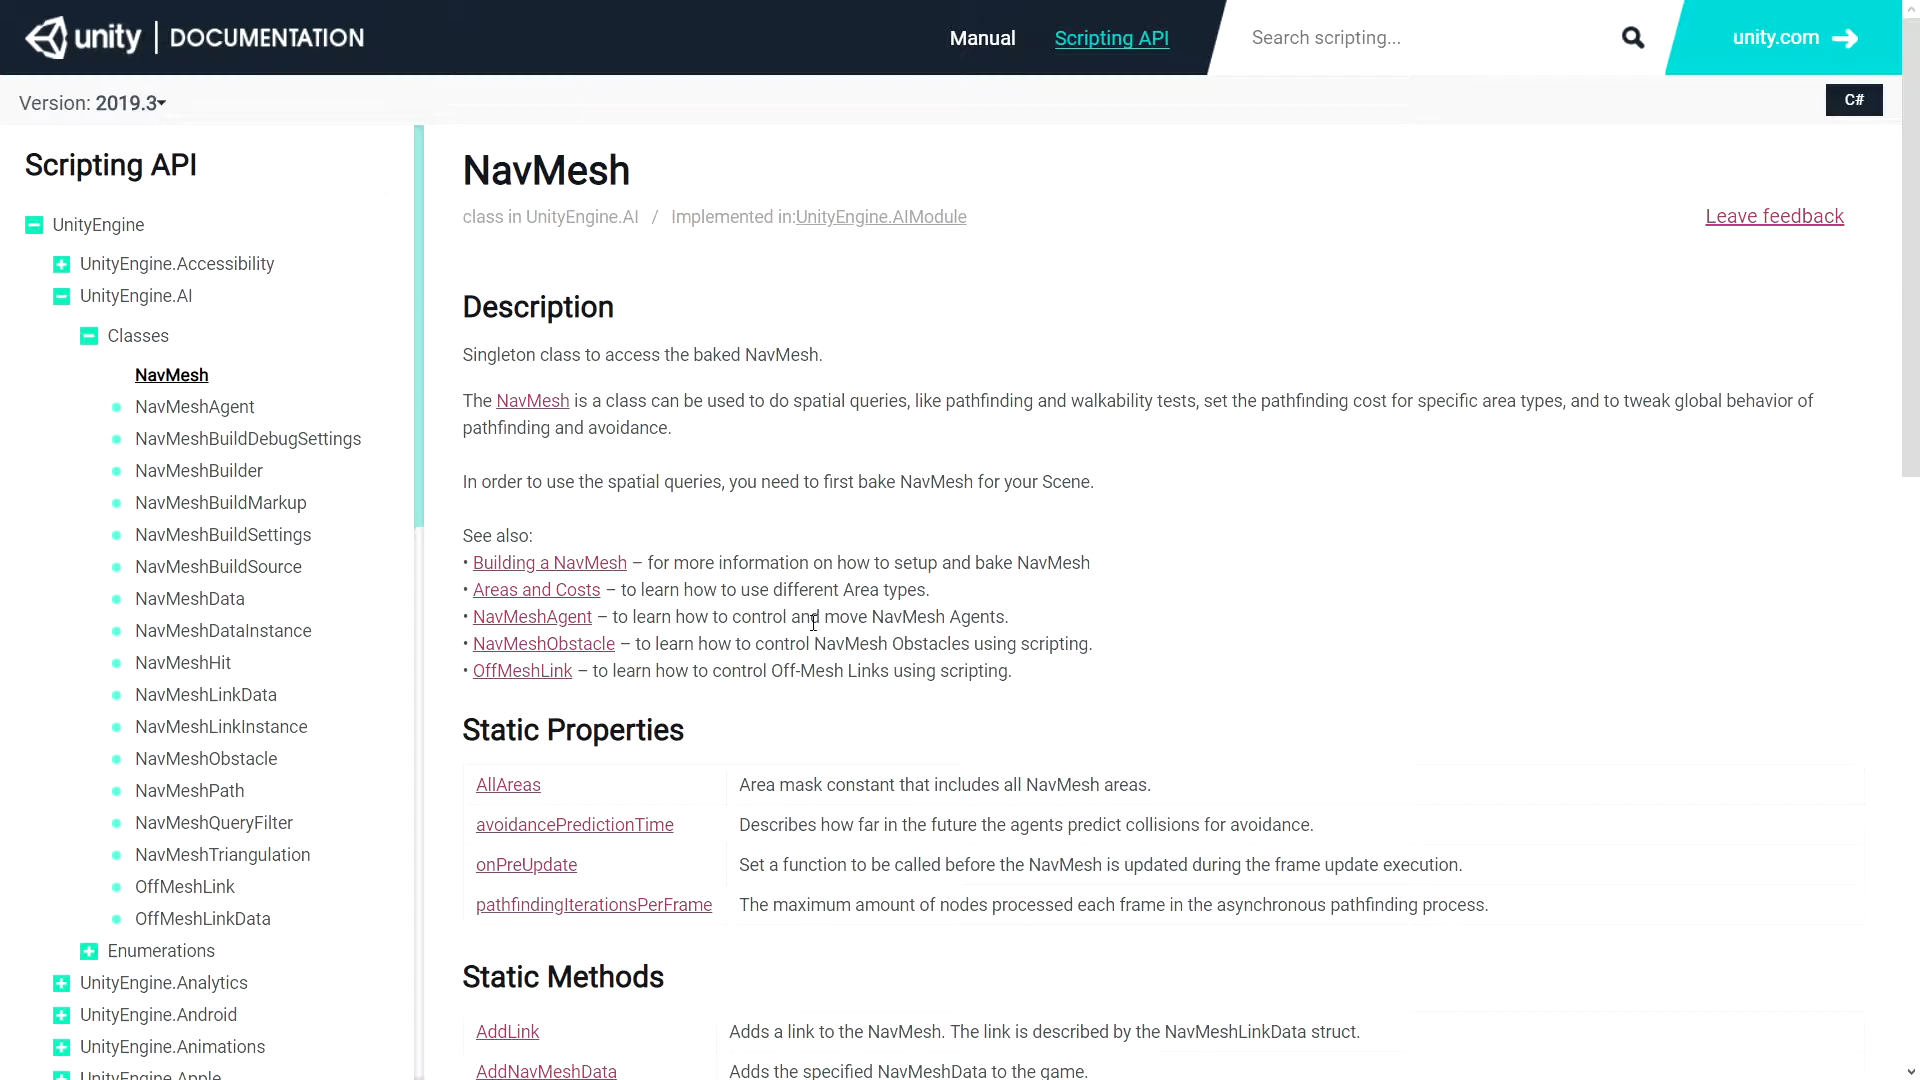 unity | DOCUMENTATION
Manual
Scripting API
Search scripting...
unity.com
Version: 2019.3
C#
Scripting API
UnityEngine
UnityEngine.Accessibility
UnityEngine.AI
Classes
NavMesh
NavMeshAgent
NavMeshBuildDebugSettings
NavMeshBuilder
NavMeshBuildMarkup
NavMeshBuildSettings
NavMeshBuildSource
NavMeshData
NavMeshDataInstance
NavMeshHit
NavMeshLinkData
NavMeshLinkInstance
NavMeshObstacle
NavMeshPath
NavMeshQueryFilter
NavMeshTriangulation
OffMeshLink
OffMeshLinkData
Enumerations
UnityEngine.Analytics
UnityEngine.Android
UnityEngine.Animations
UnityEngine.Apple
NavMesh
class in UnityEngine.AI / Implemented in:UnityEngine.AIModule
Leave feedback
Description
Singleton class to access the baked NavMesh.
The NavMesh is a class can be used to do spatial queries, like pathfinding and walkability tests, set the pathfinding cost for specific area types, and to tweak global behavior of
pathfinding and avoidance.
In order to use the spatial queries, you need to first bake NavMesh for your Scene.
See also:
• Building a NavMesh – for more information on how to setup and bake NavMesh
• Areas and Costs – to learn how to use different Area types.
• NavMeshAgent – to learn how to control and move NavMesh Agents.
• NavMeshObstacle – to learn how to control NavMesh Obstacles using scripting.
• OffMeshLink – to learn how to control Off-Mesh Links using scripting.
Static Properties
AllAreas Area mask constant that includes all NavMesh areas.
avoidancePredictionTime Describes how far in the future the agents predict collisions for avoidance.
onPreUpdate Set a function to be called before the NavMesh is updated during the frame update execution.
pathfindingIterationsPerFrame The maximum amount of nodes processed each frame in the asynchronous pathfinding process.
Static Methods
AddLink Adds a link to the NavMesh. The link is described by the NavMeshLinkData struct.
AddNavMeshData Adds the specified NavMeshData to the game.